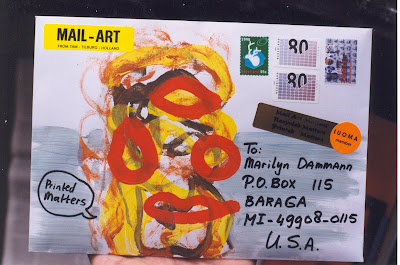 MAIL-ART
FROM TAM - TILBURG - HOLLAND
80
80
IUOMA
member
To:
Marilyn Dammann
P.O. BOX 115
BARAGA
MI-49908-0115
U.S.A.
Printed
Matters